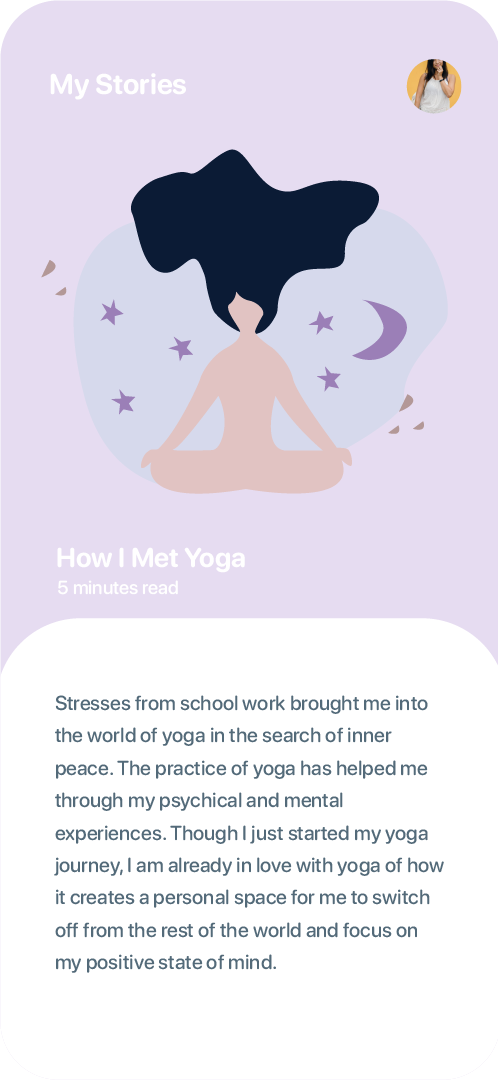 My Stories
How I Met Yoga
5 minutes read
Stresses from school work brought me into
the world of yoga in the search of inner
peace. The practice of yoga has helped me
through my psychical and mental
experiences. Though I just started my yoga
journey, I am already in love with yoga of how
it creates a personal space for me to switch
off from the rest of the world and focus on
my positive state of mind.